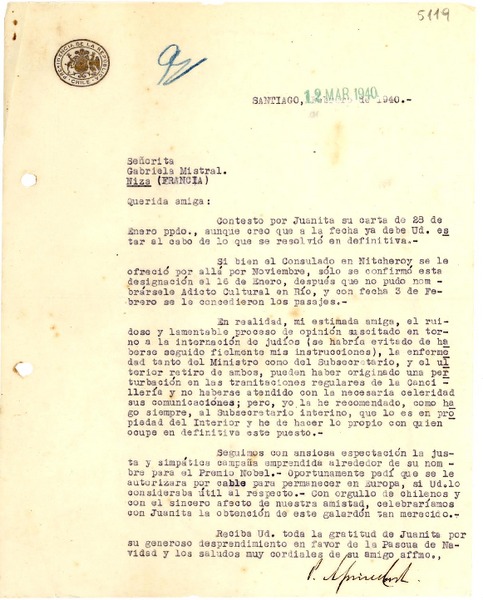 5119
PRESIDENCIA DE LA REPUBLICA
CHILE
SANTIAGO, 12 MAR. 1940 de 1940.-
Señorita
Gabriela Mistral.
Niza (FRANCIA)
Querida amiga:
Contesto por Juanita su carta de 28 de
Enero ppdo., aunque creo que a la fecha ya debe Ud. es
tar al cabo de lo que se resolvió en definitiva.-
Si bien el Consulado en Nitcheroy se le
ofreció por allá por Noviembre, sólo se confirmó esta
designación el 16 de Enero, después que no pudo nom-
brársele Adicto Cultural en Río, y con fecha 3 de Fe-
brero se le concedieron los pasajes.-
En realidad, mi estimada amiga, el rui-
doso y lamentable proceso de opinión suscitado en tor-
no a la internación de judíos (se habría evitado de ha
berse seguido fielmente mis instrucciones), la enferme
dad tanto del Ministro como del Subsecretario, y el ul
terior retiro de ambos, pueden haber originado una per
turbación en las tramitaciones regulares de la Canci-
llería y no haberse atendido con la necesaria celeridad
sus comunicaciones; pero, yo le he recomendado, como ha
go siempre, al Subsecretario interino, que lo es en pro
piedad del Interior y he de hacer lo propio con quien
ocupe en definitiva este puesto.-
Seguimos con ansiosa espectación la jus-
ta y simpática campaña emprendida alrededor de su nom-
bre para el Premio Nobel.- Oportunamente pedí que se le
autorizara por cable para permanecer en Europa, si Ud.lo
consideraba útil al respecto.- Con orgullo de chilenos y
con el sincero afecto de nuestra amistad, celebraríamos
con Juanita la obtención de este galardón tan merecido.-
Reciba Ud. toda la gratitud de Juanita por
su generoso desprendimiento en favor de la Pascua de Na-
vidad y los saludos muy cordiales de su amigo affmo.,